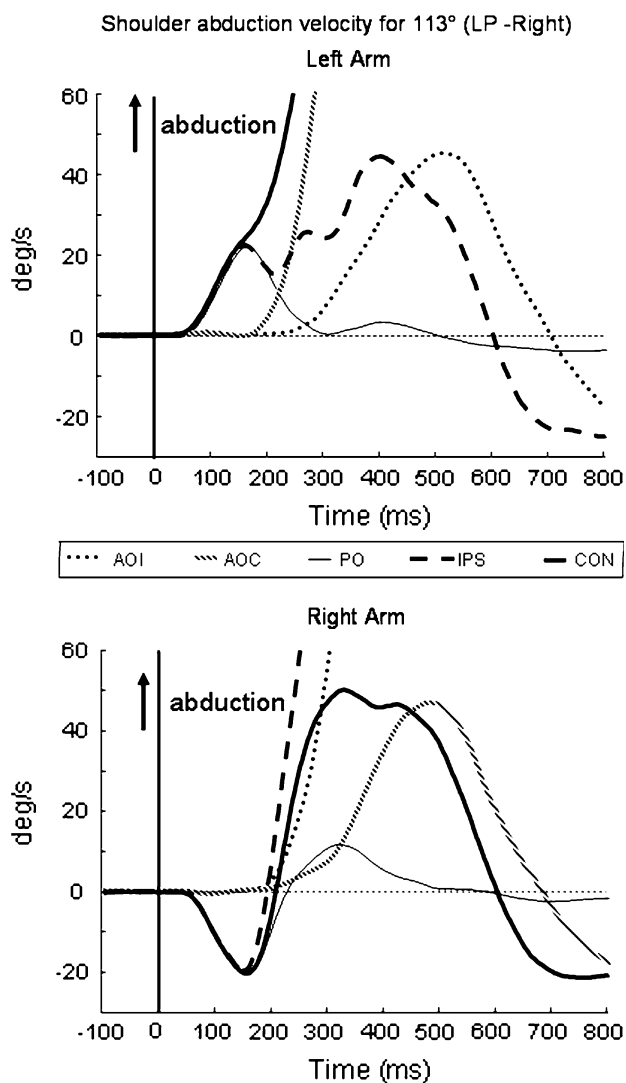 Shoulder abduction velocity for 113° (LP -Right)
Left Arm
60
abduction
40
20
0
-20
deg/s
-100 0 100 200 300 400 500 600 700 800
Time (ms)
AOI AOC PO IPS CON
Right Arm
60
abduction
40
20
0
-20
deg/s
-100 0 100 200 300 400 500 600 700 800
Time (ms)